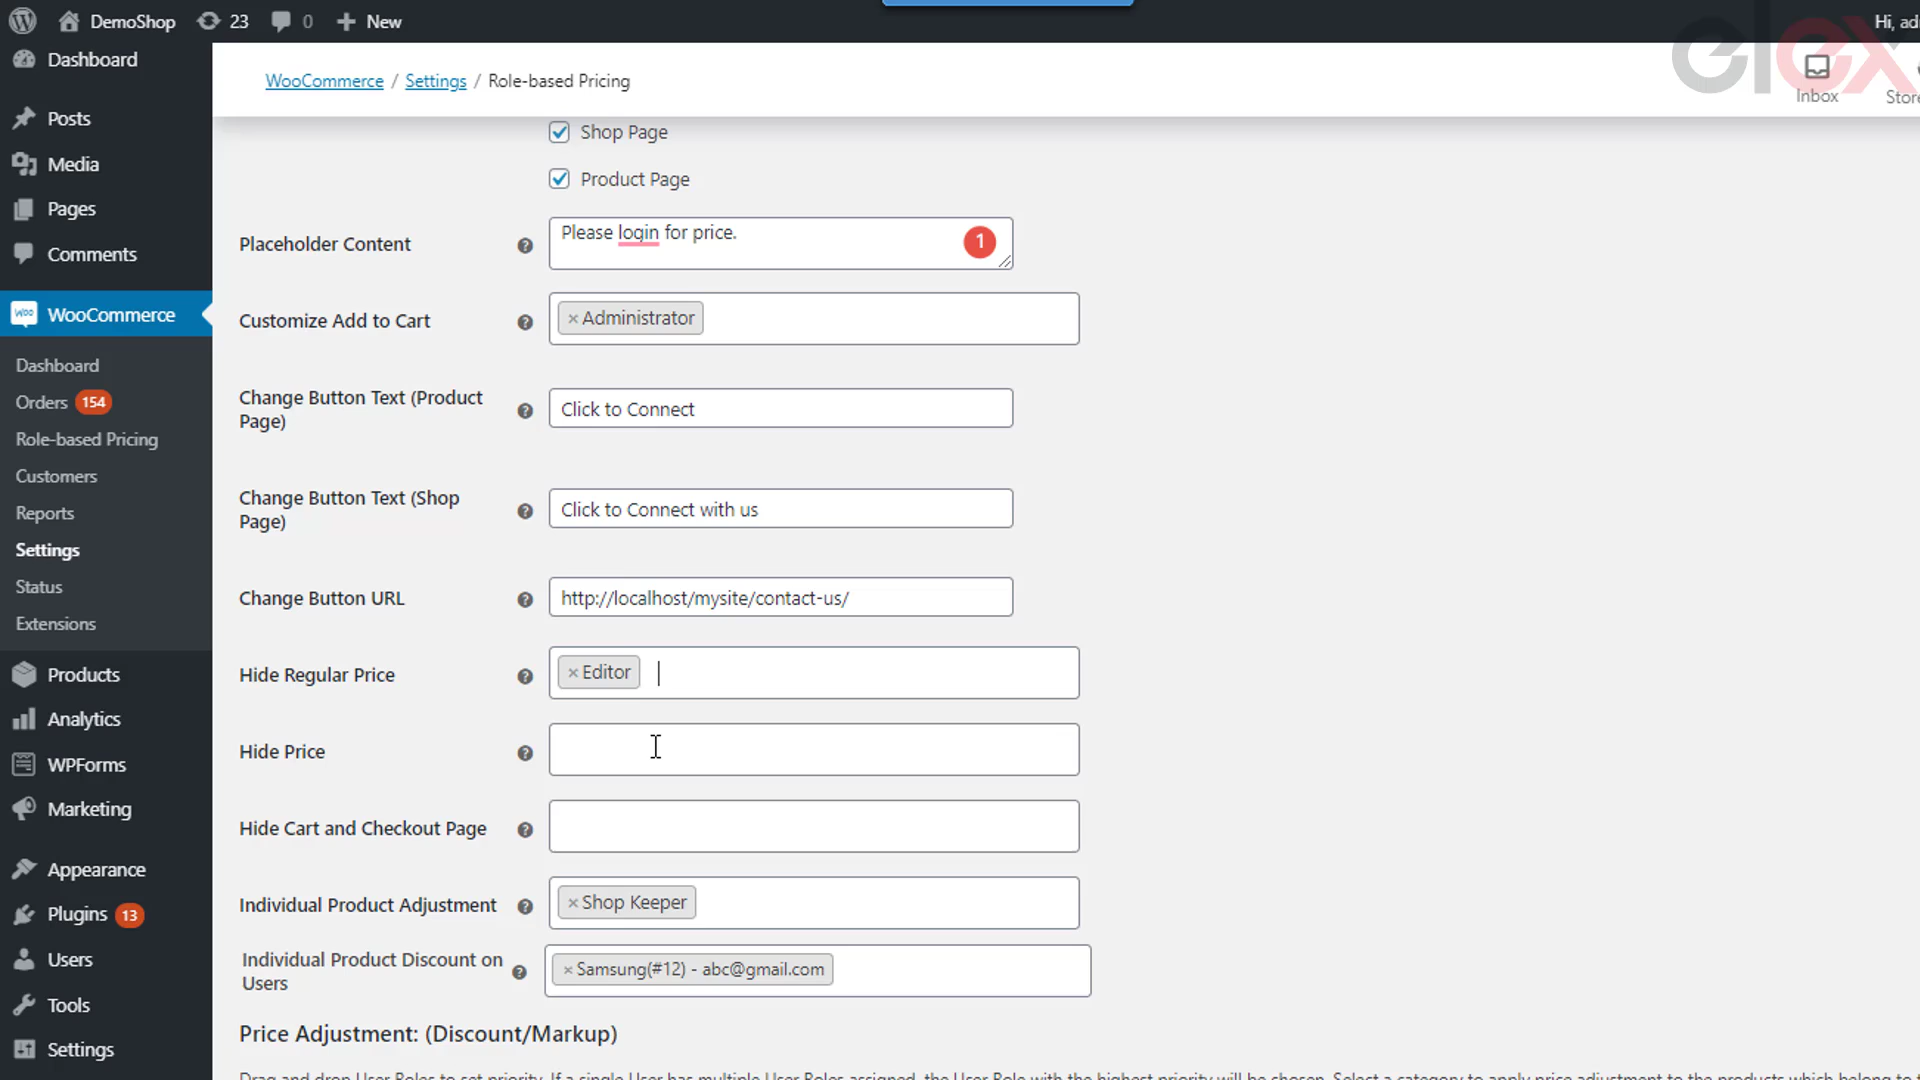 DemoShop 23 0 New Hi, ad
elex
Dashboard
WooCommerce / Settings / Role-based Pricing
Inbox
Store
Posts
Media
Pages
Comments
WooCommerce
Dashboard
Orders 154
Role-based Pricing
Customers
Reports
Settings
Status
Extensions
Products
Analytics
WPForms
Marketing
Appearance
Plugins 13
Users
Tools
Settings
Shop Page
Product Page
Placeholder Content
Please login for price.
1
Customize Add to Cart
× Administrator
Change Button Text (Product
Page)
Click to Connect
Change Button Text (Shop
Page)
Click to Connect with us
Change Button URL
http://localhost/mysite/contact-us/
Hide Regular Price
× Editor
Hide Price
Hide Cart and Checkout Page
Individual Product Adjustment
× Shop Keeper
Individual Product Discount on
Users
× Samsung(#12) - abc@gmail.com
Price Adjustment: (Discount/Markup)
Drag and drop User Roles to set priority. If a single User has multiple User Roles assigned, the User Role with the highest priority will be chosen. Select a category to apply price adjustment to the products which belong to t